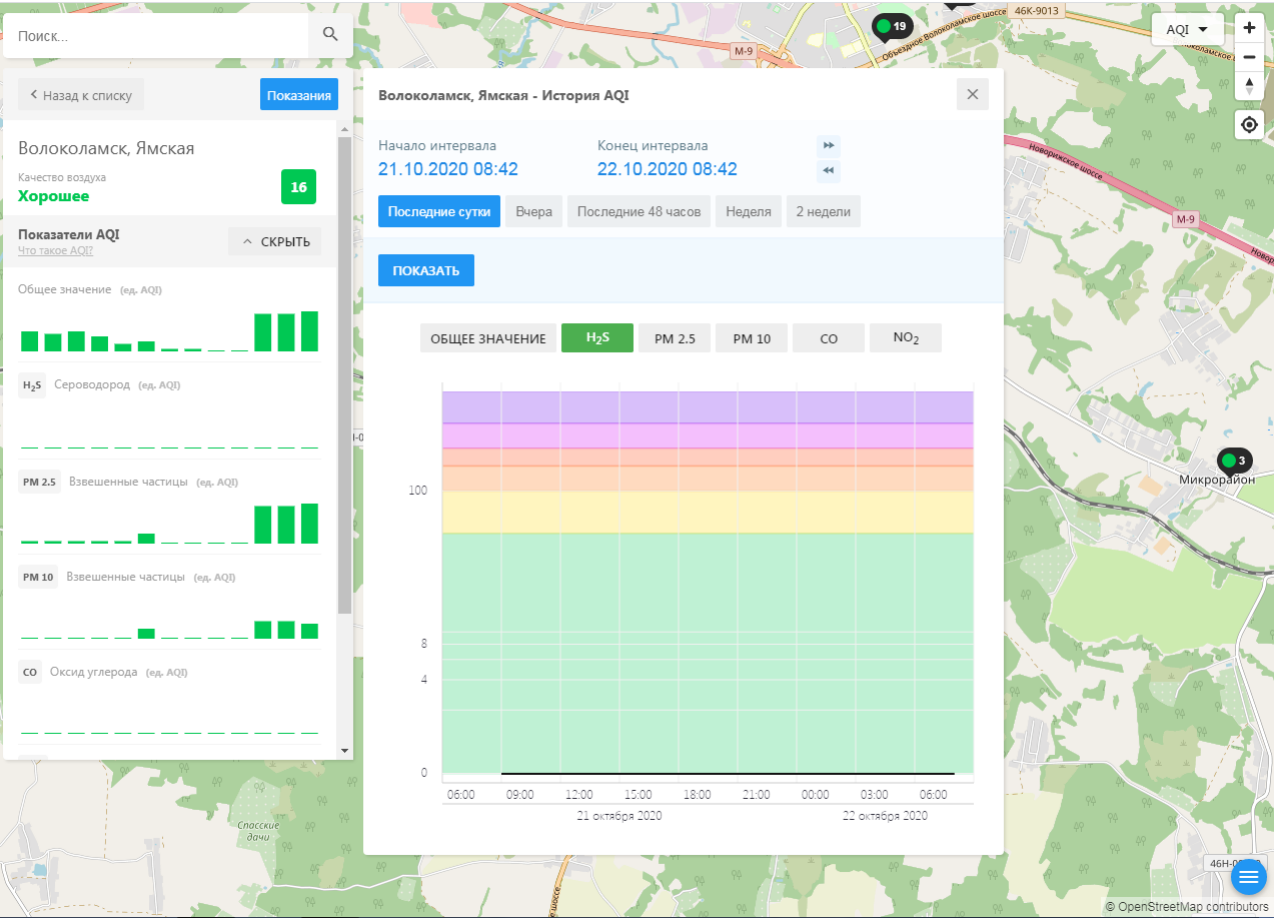 46К-9013
Поиск...
19
Объездное Волоколамское шоссе
AQI
М-9
Назад к списку
Показания
Волоколамск, Ямская - История AQI
Волоколамск, Ямская
Качество воздуха
Хорошее
16
Начало интервала
Конец интервала
21.10.2020 08:42
22.10.2020 08:42
Новорижское шоссе
М-9
Последние сутки
Вчера
Последние 48 часов
Неделя
2 недели
Показатели AQI
Что такое AQI?
СКРЫТЬ
ПОКАЗАТЬ
Общее значение (ед. AQI)
ОБЩЕЕ ЗНАЧЕНИЕ
H2S
PM 2.5
PM 10
CO
NO2
H2S Сероводород (ед. AQI)
PM 2.5 Взвешенные частицы (ед. AQI)
100
3
Микрорайон
PM 10 Взвешенные частицы (ед. AQI)
8
CO Оксид углерода (ед. AQI)
4
0
06:00 09:00 12:00 15:00 18:00 21:00 00:00 03:00 06:00
21 октября 2020
22 октября 2020
Спасские
дачи
© OpenStreetMap contributors